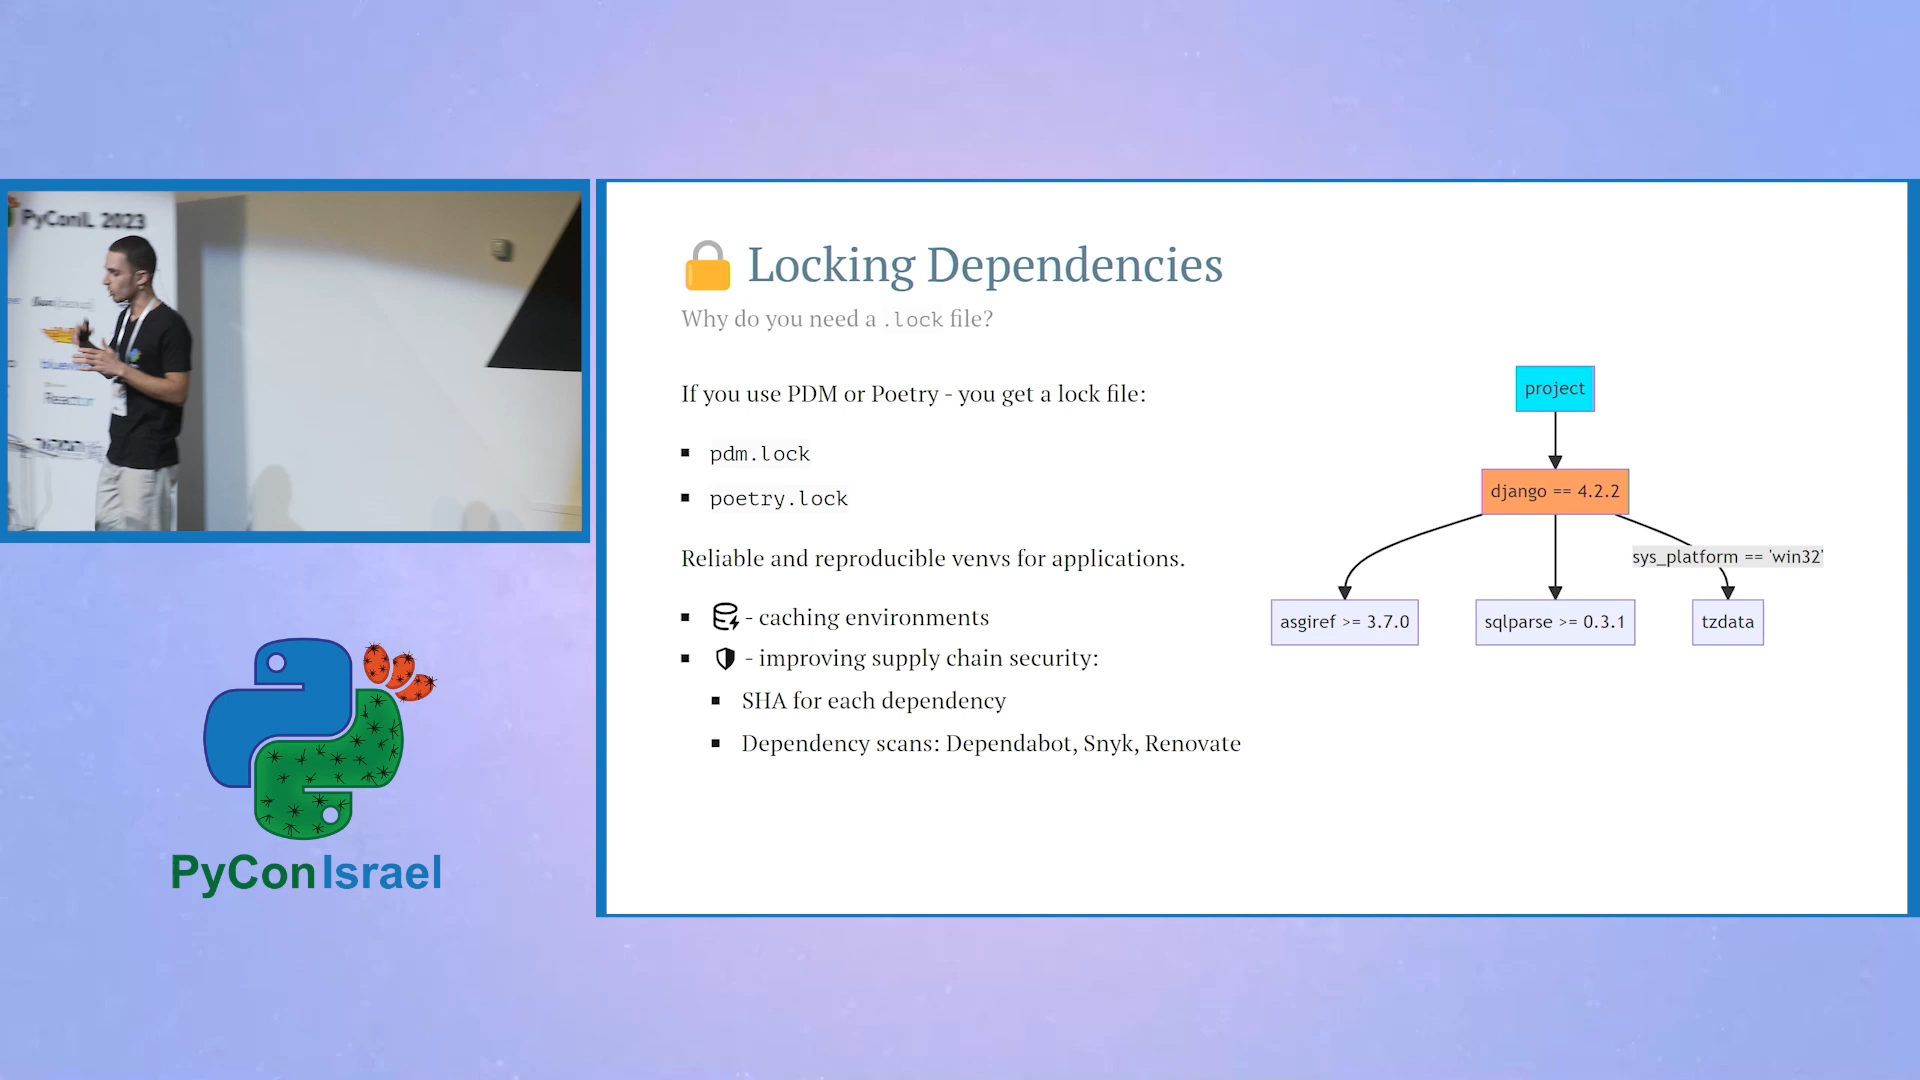 PyConIL 2023
Reactor
PyConIsrael
Locking Dependencies
Why do you need a .lock file?
If you use PDM or Poetry - you get a lock file:
pdm.lock
poetry.lock
Reliable and reproducible venvs for applications.
- caching environments
- improving supply chain security:
SHA for each dependency
Dependency scans: Dependabot, Snyk, Renovate
project
django == 4.2.2
sys_platform == 'win32'
asgiref >= 3.7.0
sqlparse >= 0.3.1
tzdata